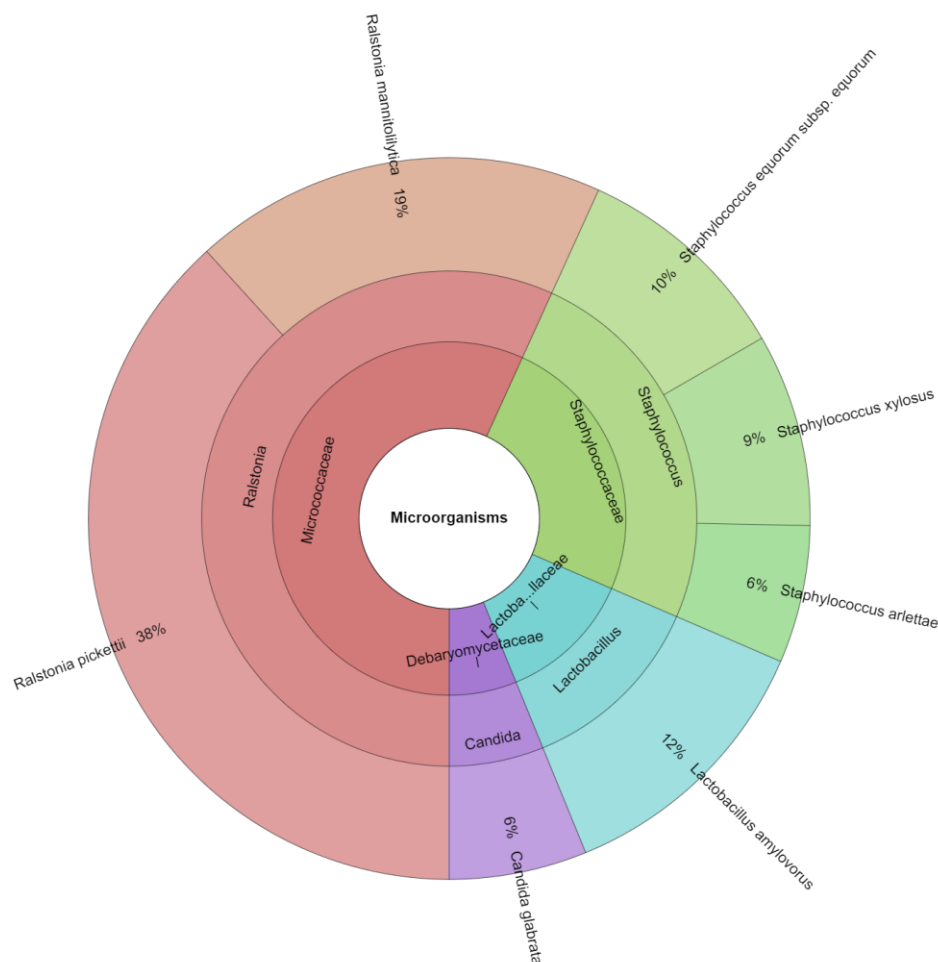 Ralstonia mannitolilytica 19%
10% Staphylococcus equorum subsp. equorum
9% Staphylococcus xylosus
6% Staphylococcus arlettae
12% Lactobacillus amylovorus
6% Candida glabrata
Ralstonia pickettii 38%
Ralstonia
Micrococcaceae
Microorganisms
Staphylococcaceae
Staphylococcus
Lactoba...llaceae
Lactobacillus
Debaryomycetaceae
Candida